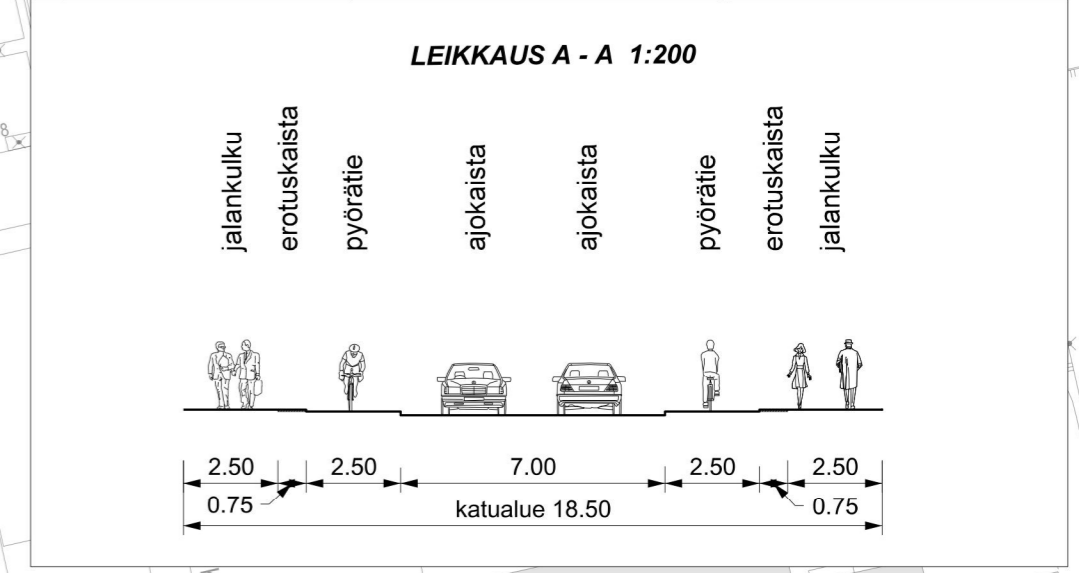 LEIKKAUS A - A 1:200
jalankulku
erotuskaista
pyörätie
ajokaista
ajokaista
pyörätie
erotuskaista
jalankulku
2.50 2.50 7.00 2.50 2.50
0.75 0.75
katualue 18.50
8